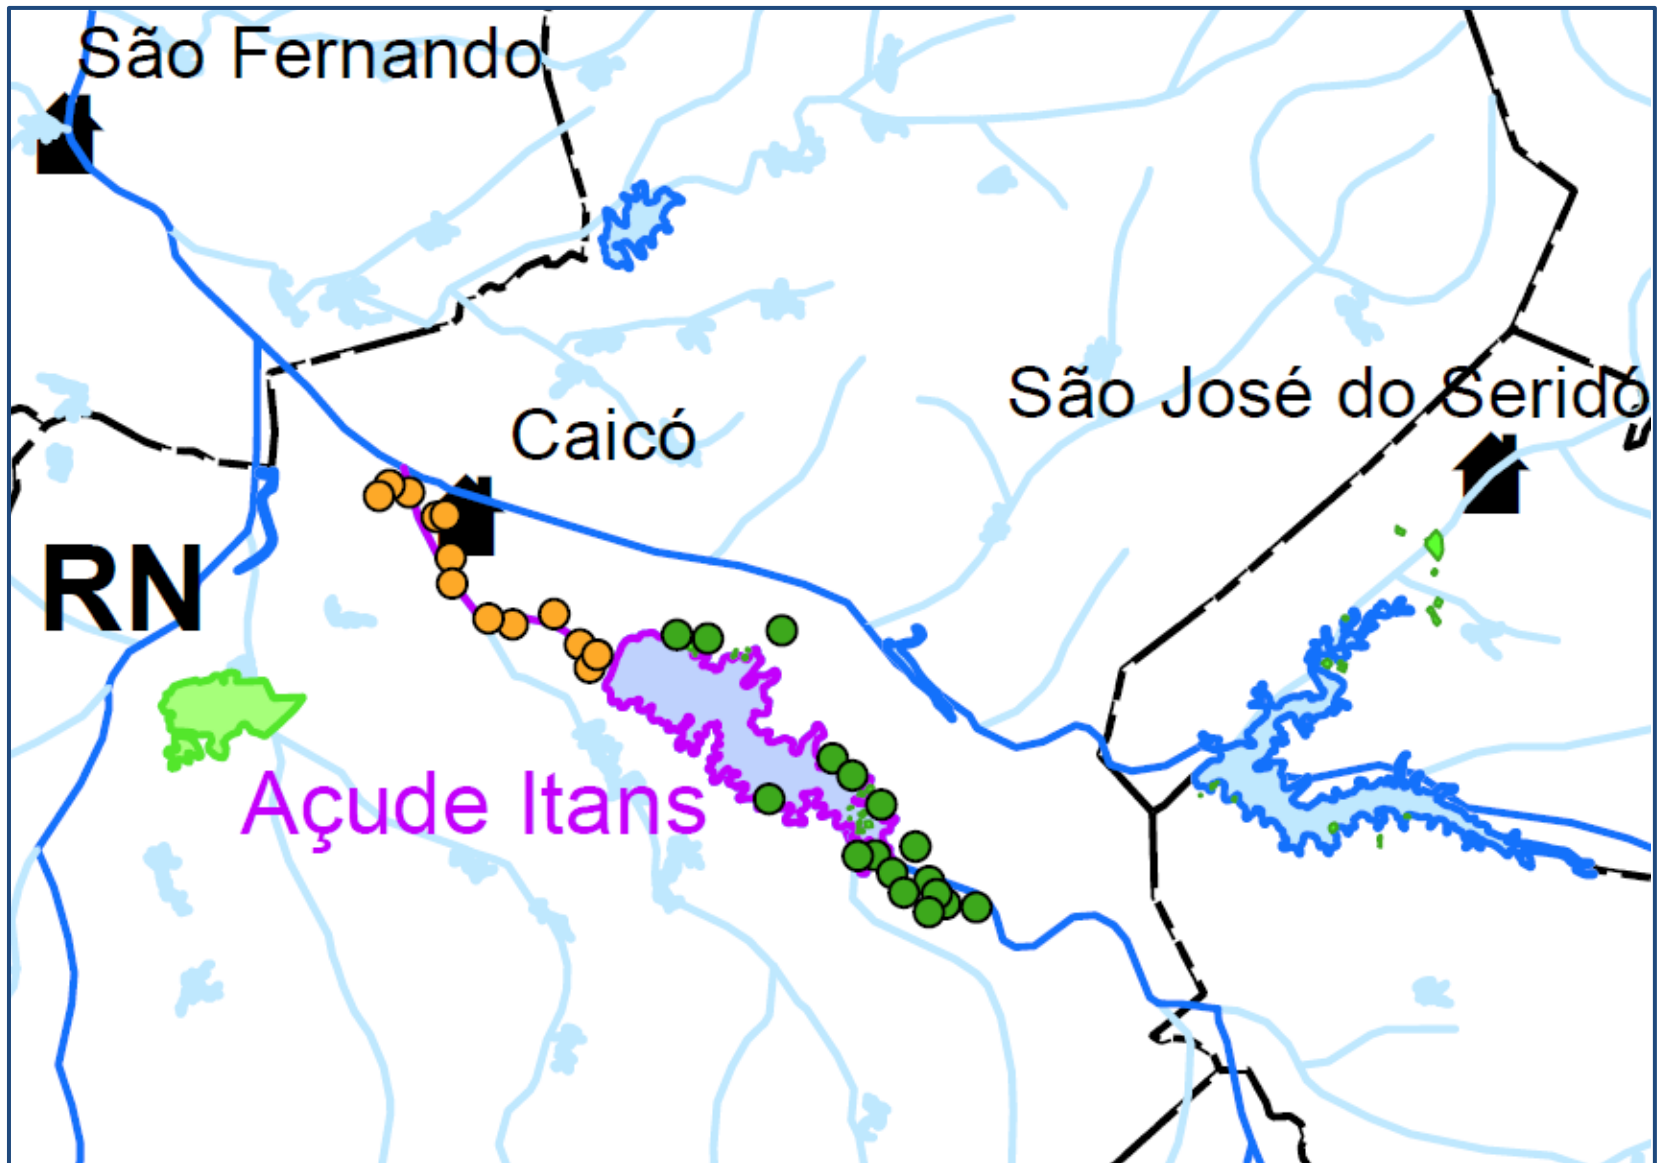 São Fernando
São José do Seridó
Caicó
RN
Açude Itans